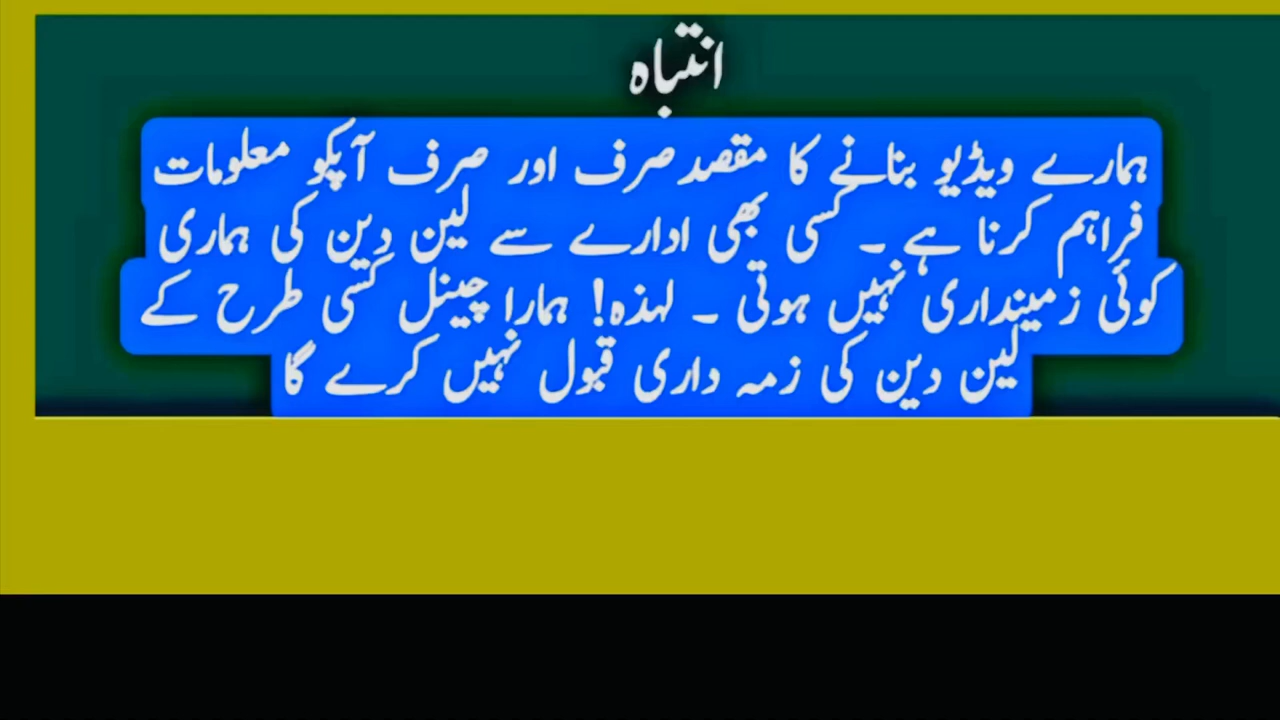 انتباہ
ہمارے ویڈیو بنانے کا مقصد صرف اور صرف آپکو معلومات
فراہم کرنا ہے ۔ کسی بھی ادارے سے لین دین کی ہماری
کوئی زمینداری نہیں ہوتی ۔ لہذہ! ہمارا چینل کسی طرح کے
لین دین کی زمہ داری قبول نہیں کرے گا